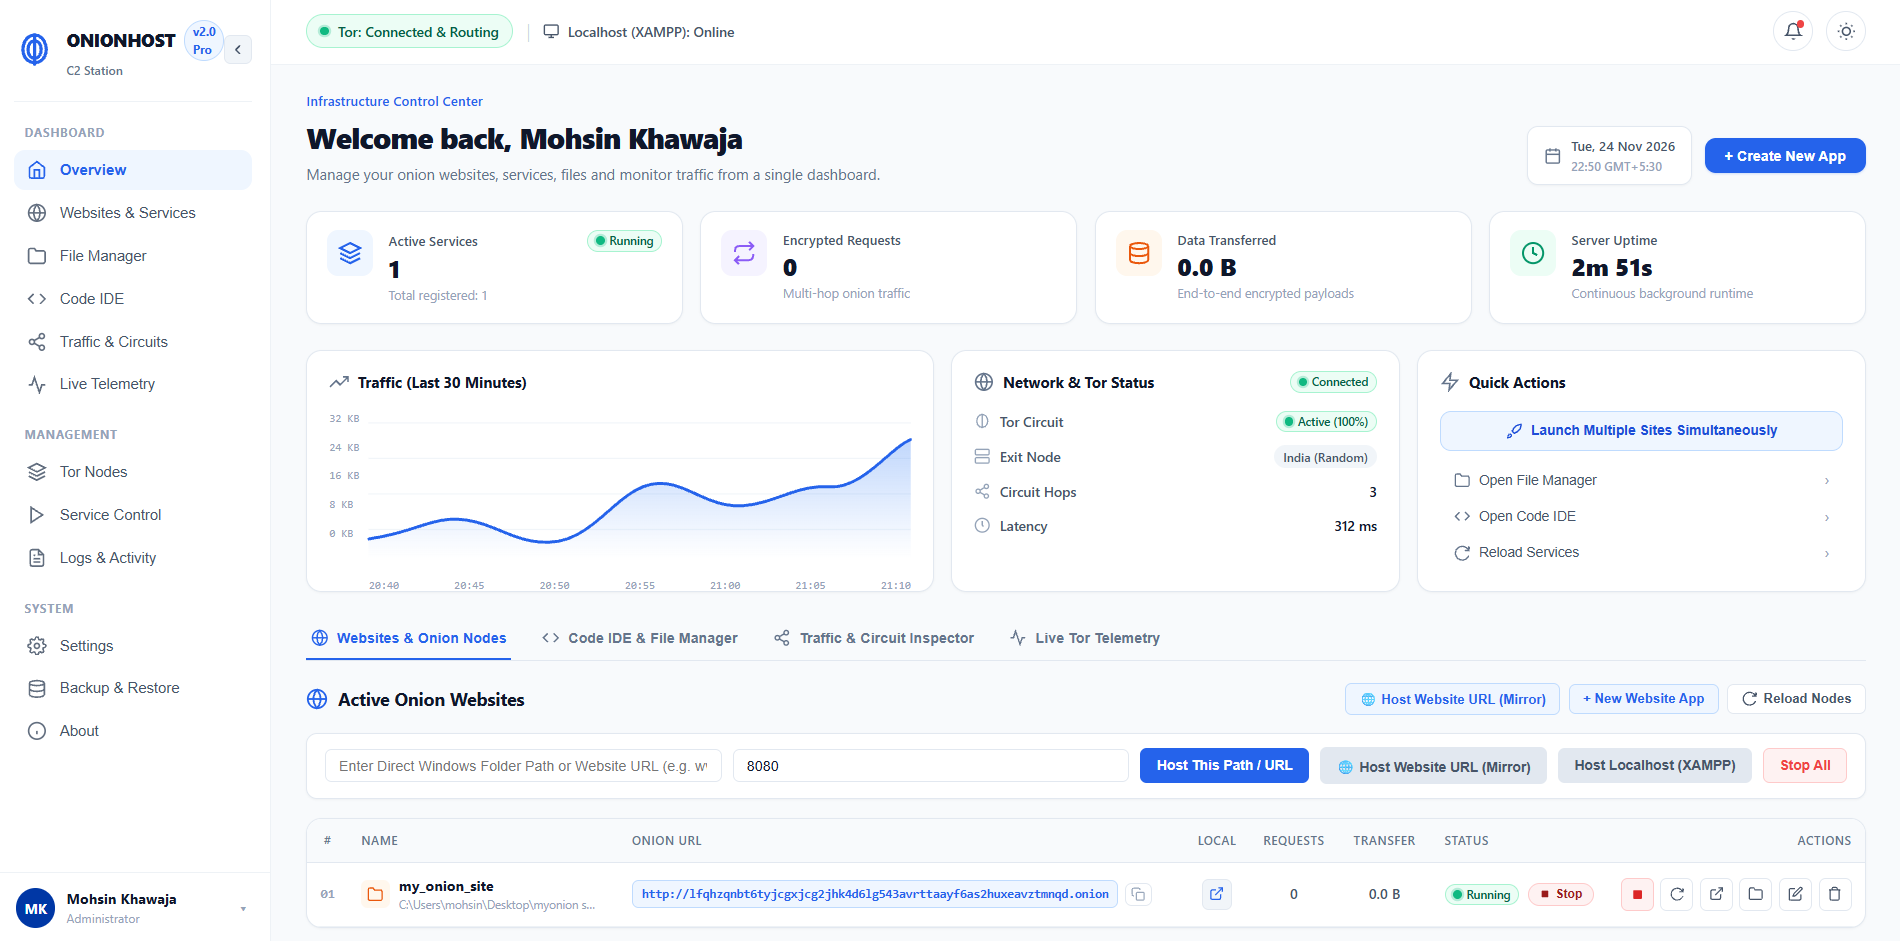 ONIONHOST
v2.0
Pro
C2 Station
DASHBOARD
Overview
Websites & Services
File Manager
Code IDE
Traffic & Circuits
Live Telemetry
MANAGEMENT
Tor Nodes
Service Control
Logs & Activity
SYSTEM
Settings
Backup & Restore
About
MK
Mohsin Khawaja
Administrator
Tor: Connected & Routing
Localhost (XAMPP): Online
Infrastructure Control Center
Welcome back, Mohsin Khawaja
Manage your onion websites, services, files and monitor traffic from a single dashboard.
Tue, 24 Nov 2026
22:50 GMT+5:30
+ Create New App
Active Services
Running
1
Total registered: 1
Encrypted Requests
0
Multi-hop onion traffic
Data Transferred
0.0 B
End-to-end encrypted payloads
Server Uptime
2m 51s
Continuous background runtime
Traffic (Last 30 Minutes)
32 KB
24 KB
16 KB
8 KB
0 KB
20:40 20:45 20:50 20:55 21:00 21:05 21:10
Network & Tor Status
Connected
Tor Circuit
Active (100%)
Exit Node
India (Random)
Circuit Hops
3
Latency
312 ms
Quick Actions
Launch Multiple Sites Simultaneously
Open File Manager
Open Code IDE
Reload Services
Websites & Onion Nodes
Code IDE & File Manager
Traffic & Circuit Inspector
Live Tor Telemetry
Active Onion Websites
Host Website URL (Mirror)
+ New Website App
Reload Nodes
Enter Direct Windows Folder Path or Website URL (e.g. w
8080
Host This Path / URL
Host Website URL (Mirror)
Host Localhost (XAMPP)
Stop All
# NAME ONION URL LOCAL REQUESTS TRANSFER STATUS ACTIONS
01
my_onion_site
C:\Users\mohsin\Desktop\myonion s...
http://lfqhzqnbt6tyjcgxjcg2jhk4d6lg543avrttaayf6as2huxeavztmnqd.onion
0
0.0 B
Running
Stop